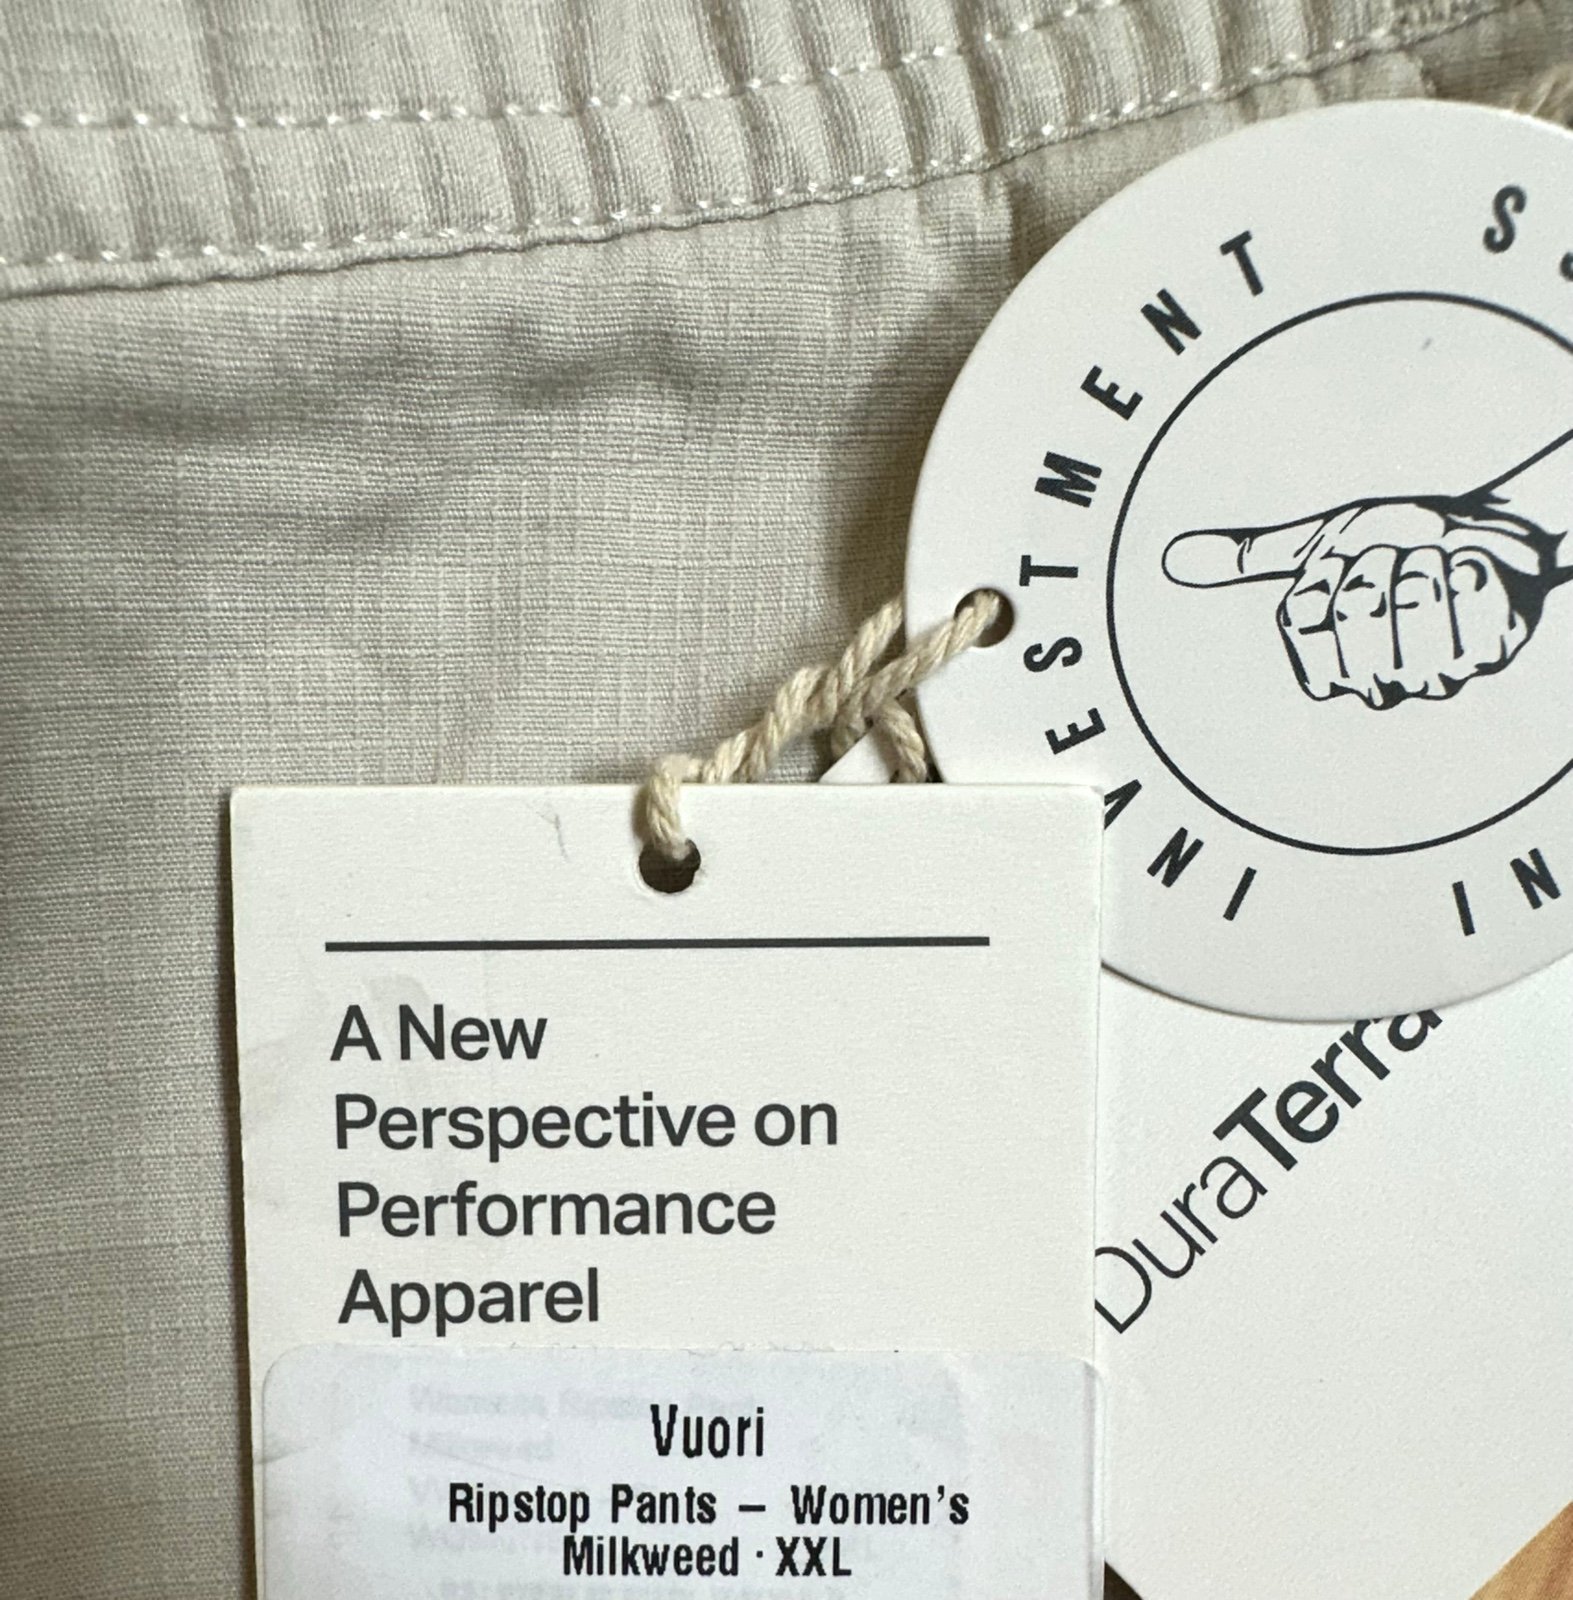 INVESTMENT
IN
A New
Perspective on
Performance
Apparel
DuraTerra
Vuori
Ripstop Pants – Women's
Milkweed · XXL